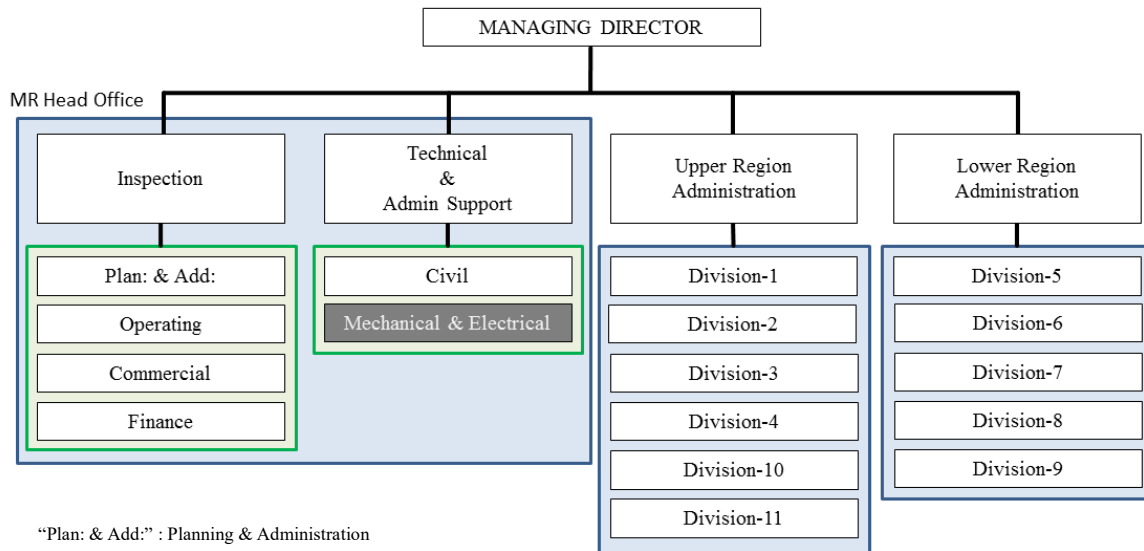 MANAGING DIRECTOR
MR Head Office
Inspection
Technical
&
Admin Support
Upper Region
Administration
Lower Region
Administration
Plan: & Add:
Operating
Commercial
Finance
Civil
Mechanical & Electrical
Division-1
Division-2
Division-3
Division-4
Division-10
Division-11
Division-5
Division-6
Division-7
Division-8
Division-9
“Plan: & Add:” : Planning & Administration